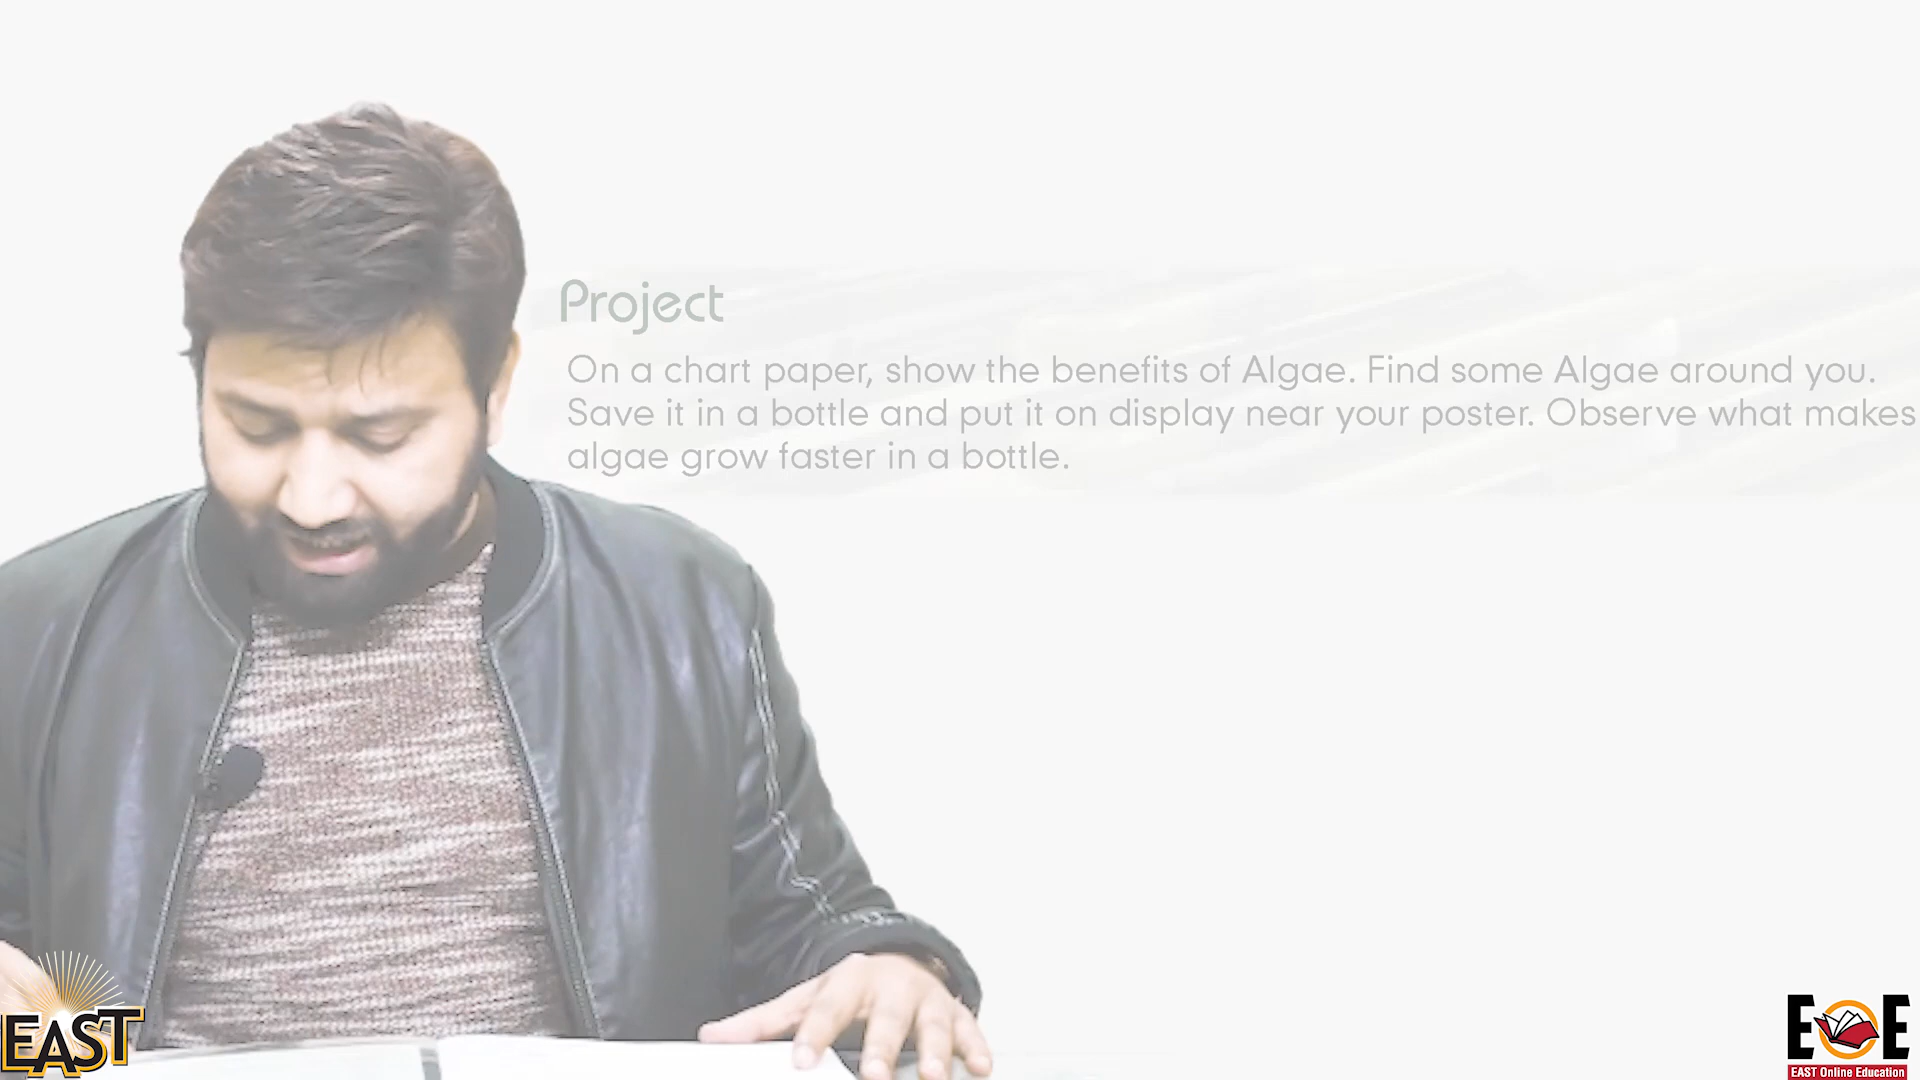 Project
On a chart paper, show the benefits of Algae. Find some Algae around you.
Save it in a bottle and put it on display near your poster. Observe what makes
algae grow faster in a bottle.
EAST
EOE
EAST Online Education